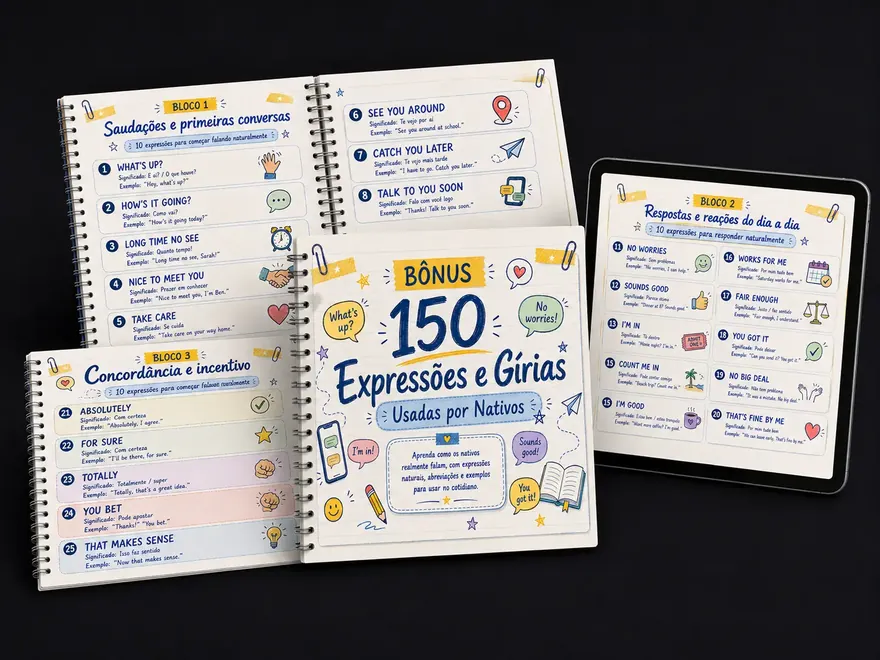 BLOCO 1
Saudações e primeiras conversas
10 expressões para começar falando naturalmente
1 WHAT'S UP?
Significado: E aí? / O que houve?
Exemplo: "Hey, what's up?"
2 HOW'S IT GOING?
Significado: Como vai?
Exemplo: "How's it going today?"
3 LONG TIME NO SEE
Significado: Quanto tempo!
Exemplo: "Long time no see, Sarah!"
4 NICE TO MEET YOU
Significado: Prazer em conhecer
Exemplo: "Nice to meet you, I'm Ben."
5 TAKE CARE
Significado: Se cuida
Exemplo: "Take care on your way home."
6 SEE YOU AROUND
Significado: Te vejo por aí
Exemplo: "See you around at school."
7 CATCH YOU LATER
Significado: Te vejo mais tarde
Exemplo: "I have to go. Catch you later."
8 TALK TO YOU SOON
Significado: Falo com você logo
Exemplo: "Thanks! Talk to you soon."
BLOCO 3
Concordância e incentivo
10 expressões para começar naturalmente
21 ABSOLUTELY
Significado: Com certeza
Exemplo: "Absolutely, I agree."
22 FOR SURE
Significado: Com certeza
Exemplo: "I'll be there, for sure."
23 TOTALLY
Significado: Totalmente / super
Exemplo: "Totally, that's a great idea."
24 YOU BET
Significado: Pode apostar
Exemplo: "Thanks!" "You bet."
25 THAT MAKES SENSE
Significado: Isso faz sentido
Exemplo: "Now that makes sense."
BÔNUS
150
Expressões e Gírias
Usadas por Nativos
What's up?
No worries!
I'm in!
Sounds good!
You got it!
Aprenda como os nativos
realmente falam, com expressões
naturais, abreviações e exemplos
para usar no cotidiano.
BLOCO 2
Respostas e reações do dia a dia
10 expressões para responder naturalmente
11 NO WORRIES
Significado: Sem problemas
Exemplo: "No worries, I can help."
12 SOUNDS GOOD
Significado: Parece ótimo
Exemplo: "Dinner at 8? Sounds good."
13 I'M IN
Significado: Tô dentro
Exemplo: "Movie night? I'm in."
ADMIT ONE
15 COUNT ME IN
Significado: Pode contar comigo
Exemplo: "Beach trip? Count me in."
15 I'M GOOD
Significado: Estou bem /
Exemplo: "Want more coffee? I'm good."
16 WORKS FOR ME
Significado: Por mim tudo bem
Exemplo: "Saturday works for me."
17 FAIR ENOUGH
Significado: Justo / faz sentido
Exemplo: "Fair enough, I understand."
18 YOU GOT IT
Significado: Pode deixar
Exemplo: "Can you send it? You got it."
19 NO BIG DEAL
Significado: Não tem problema
Exemplo: "It was a mistake. No big deal."
20 THAT'S FINE BY ME
Significado: Por mim tudo bem
Exemplo: "We can leave early. That's fine by me."